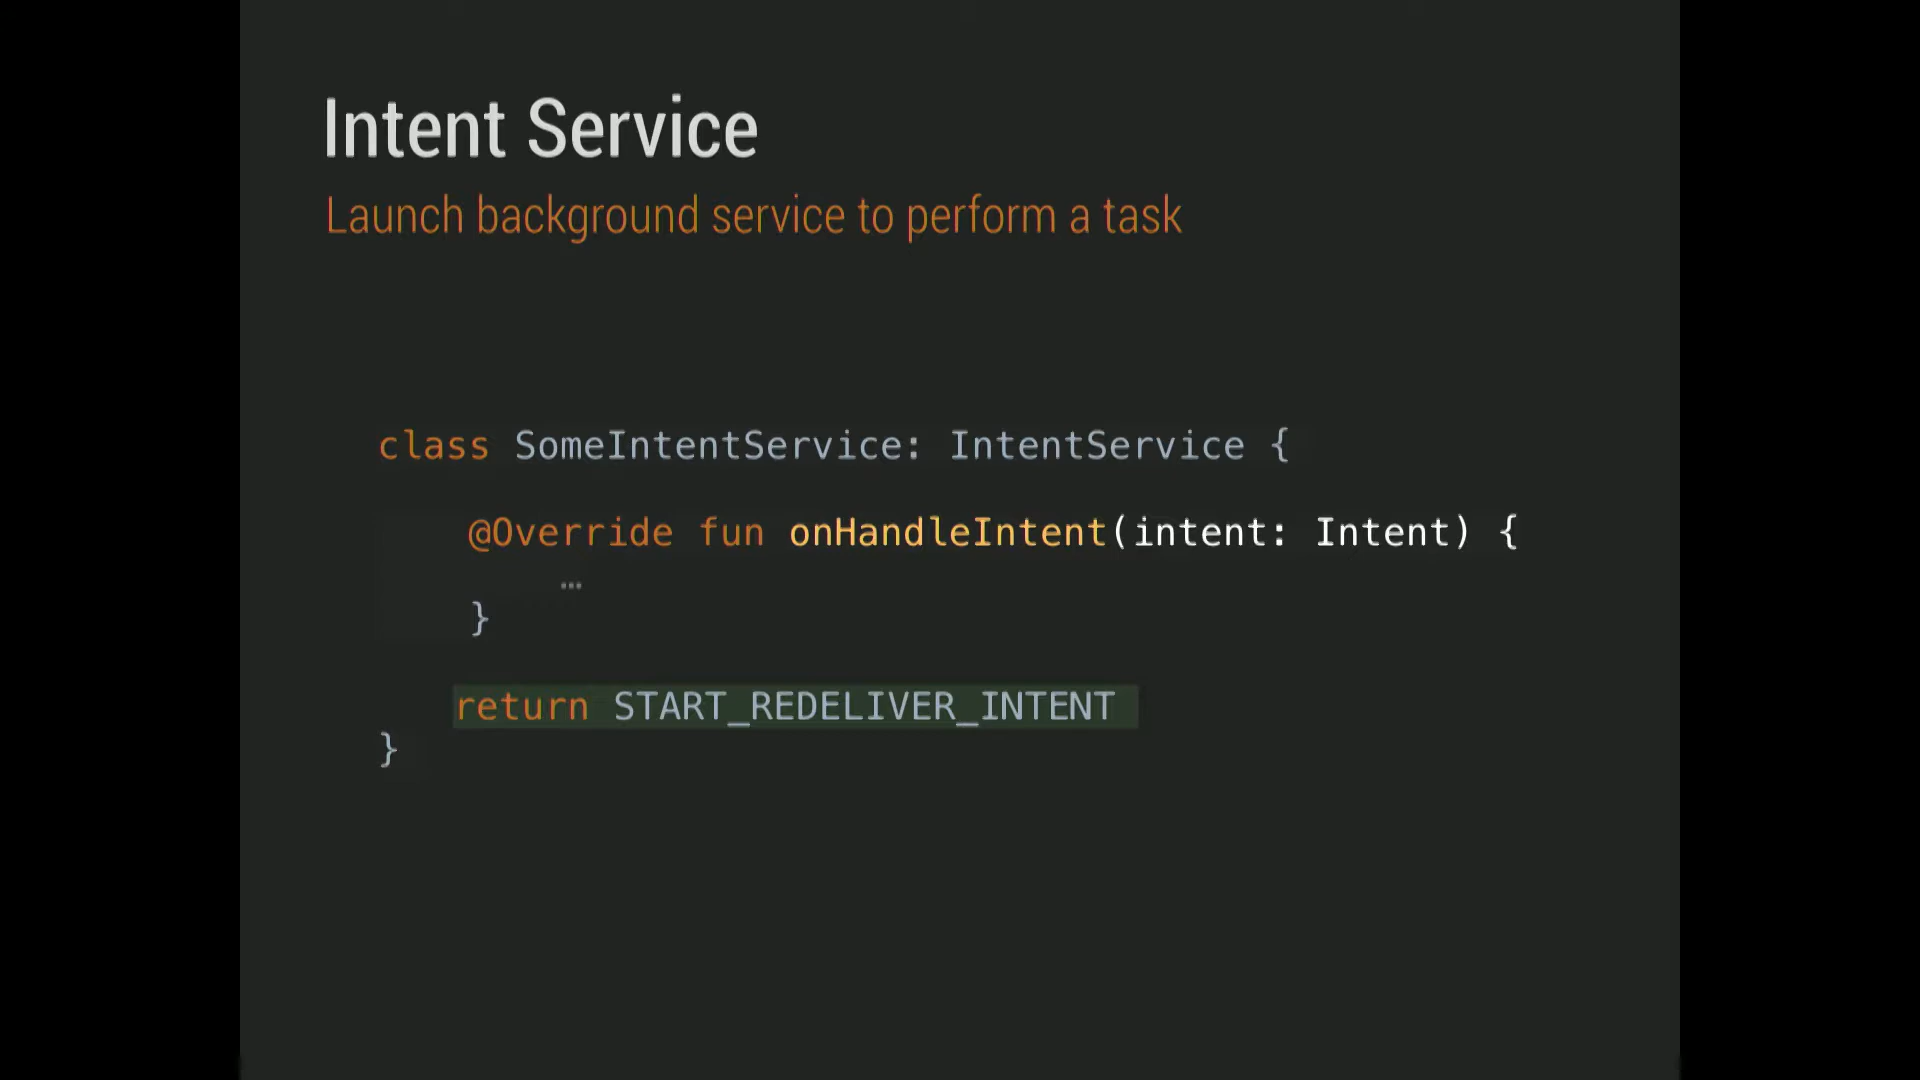 Intent Service
Launch background service to perform a task
class SomeIntentService: IntentService {
@Override fun onHandleIntent(intent: Intent) {
…
}
return START_REDELIVER_INTENT
}